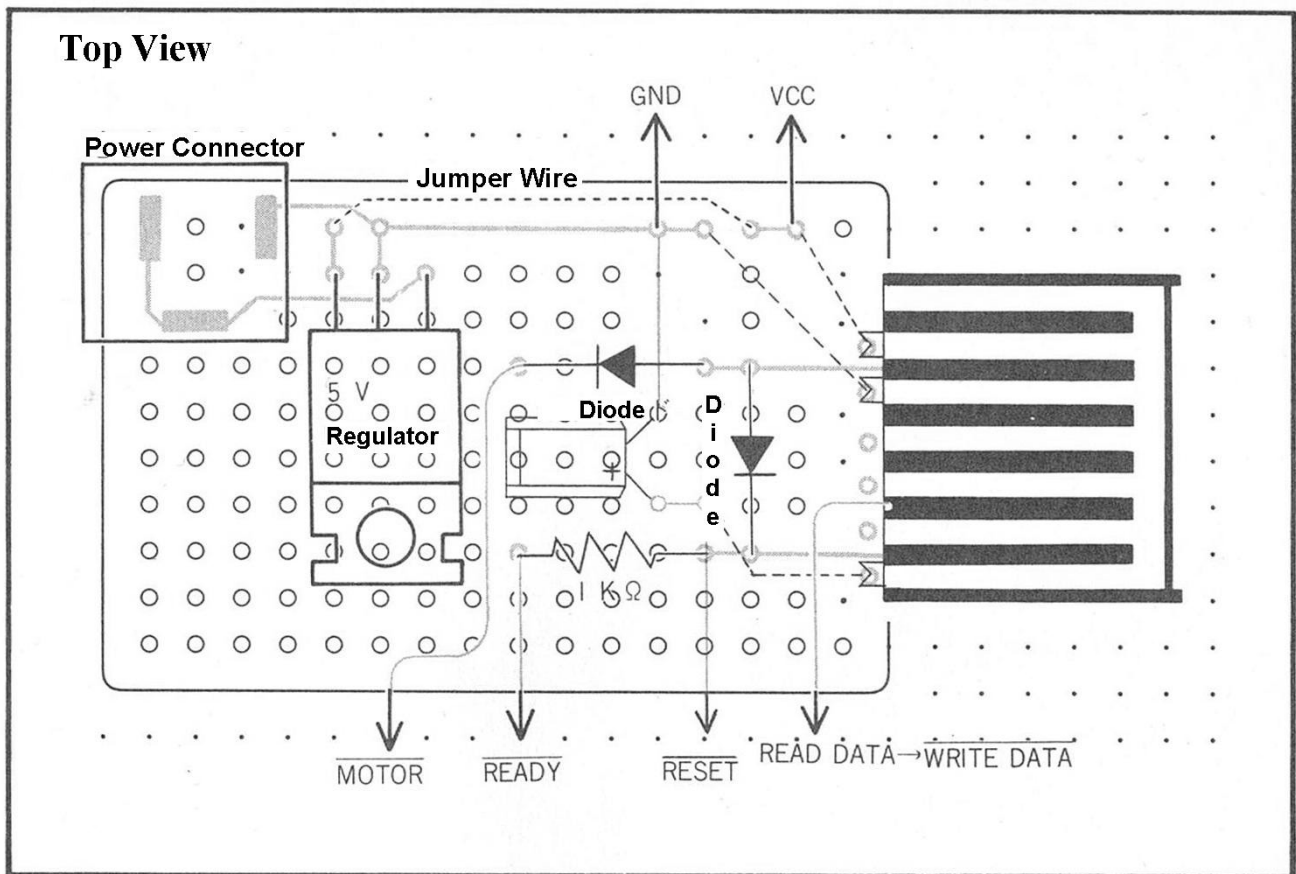 Top View
GND VCC
Power Connector
Jumper Wire
5 V
Regulator
Diode
Diode
+
1 KΩ
MOTOR READY RESET READ DATA→WRITE DATA